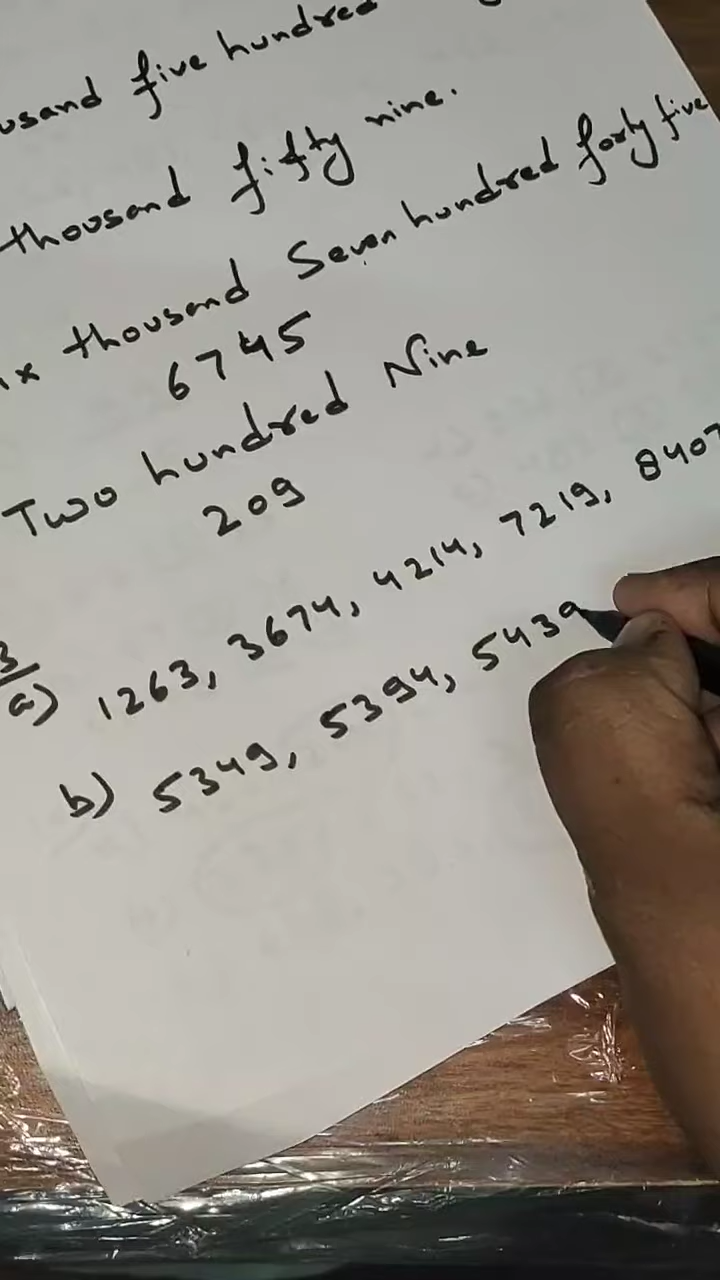 five hundred
thousand fifty nine.
thousand Seven hundred forty five
6745
Two hundred Nine
209
3
a) 1263, 3674, 4214, 7219, 8407
b) 5349, 5394, 5439